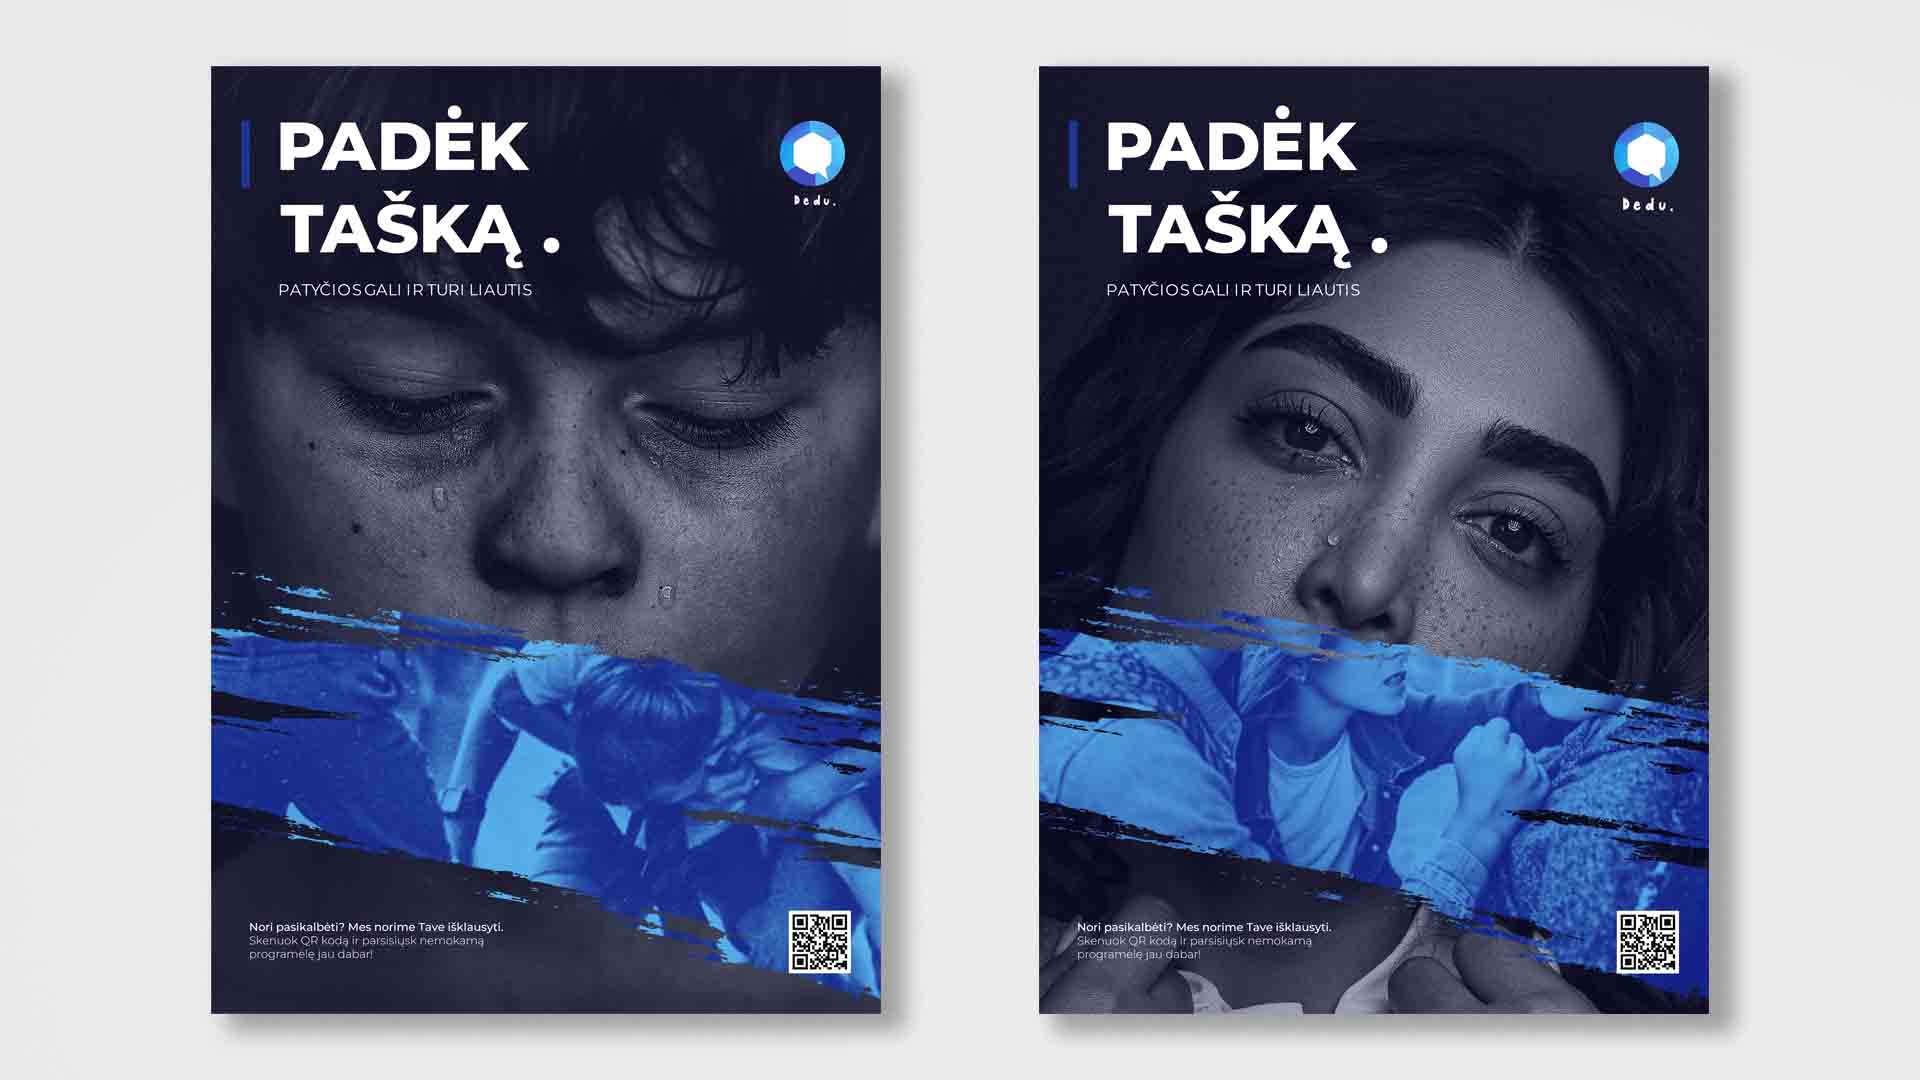 PADĖK
TAŠKĄ .
PATYČIOS GALI IR TURI LIAUTIS
Dedu.
Nori pasikalbėti? Mes norime Tave išklausyti.
Skenuok QR kodą ir parsisiųsk nemokamą
programėlę jau dabar!
PADĖK
TAŠKĄ .
PATYČIOS GALI IR TURI LIAUTIS
Dedu.
Nori pasikalbėti? Mes norime Tave išklausyti.
Skenuok QR kodą ir parsisiųsk nemokamą
programėlę jau dabar!